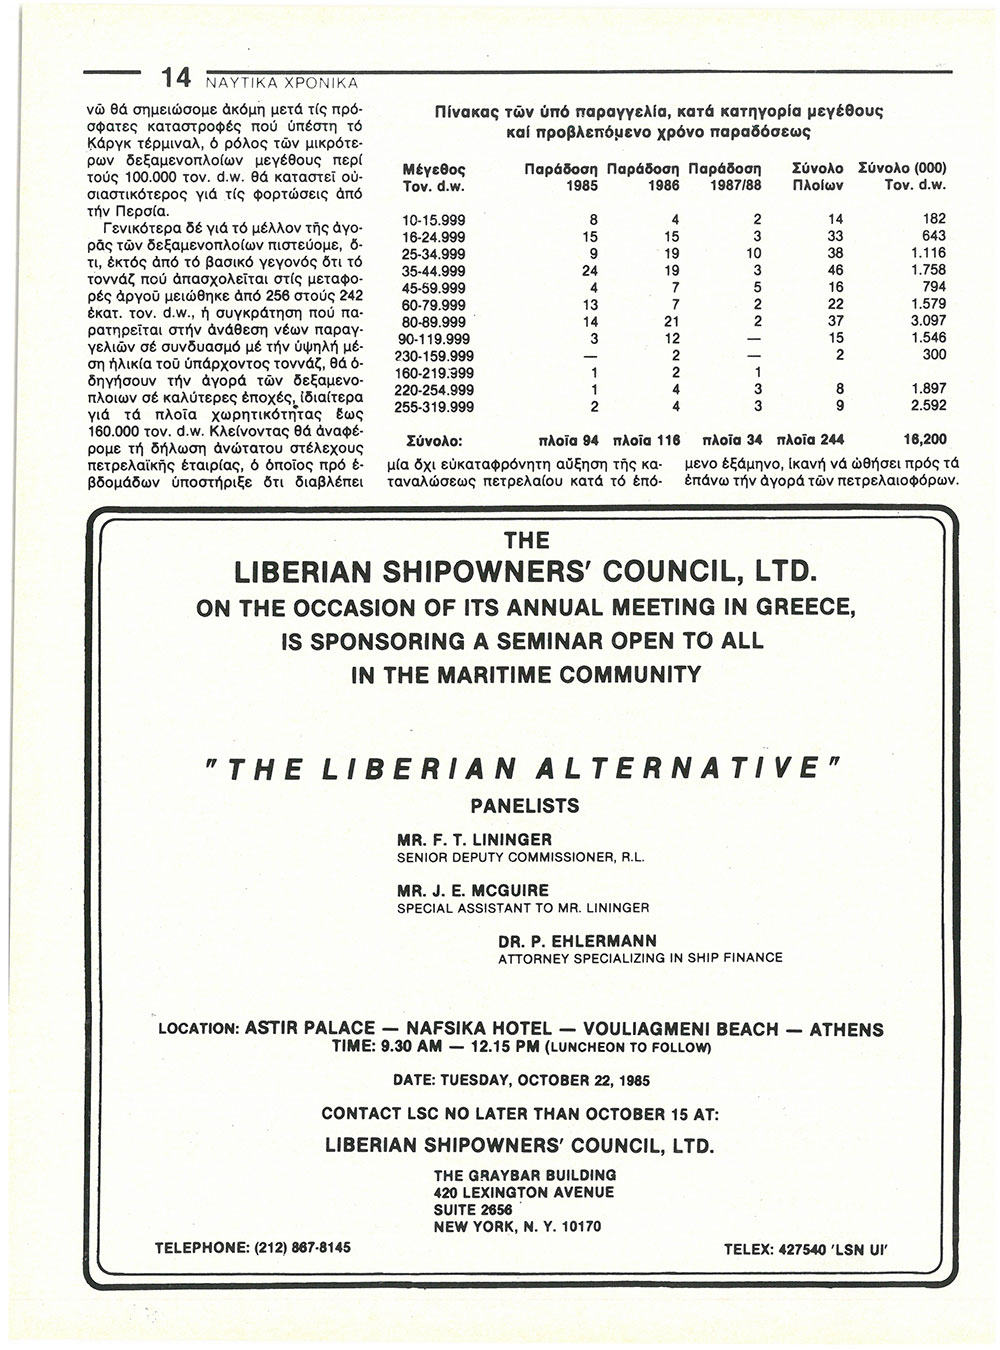 14 ΝΑΥΤΙΚΑ ΧΡΟΝΙΚΑ
νῶ θά σημειώσομε ἀκόμη μετά τίς πρό-
σφατες καταστροφές πού ὑπέστη τό
Κάργκ τέρμιναλ, ὁ ρόλος τῶν μικρότε-
ρων δεξαμενοπλοίων μεγέθους περί
τούς 100.000 τον. d.w. θά καταστεῖ οὐ-
σιαστικότερος γιά τίς φορτώσεις ἀπό
τήν Περσία.
Γενικότερα δέ γιά τό μέλλον τῆς ἀγο-
ρᾶς τῶν δεξαμενοπλοίων πιστεύομε, ὅ-
τι, ἐκτός ἀπό τό βασικό γεγονός ὅτι τό
τοννάζ πού ἀπασχολεῖται στίς μεταφο-
ρές ἀργοῦ μειώθηκε ἀπό 256 στούς 242
ἑκατ. τον. d.w., ἡ συγκράτηση πού πα-
ρατηρεῖται στήν ἀνάθεση νέων παραγ-
γελιῶν σέ συνδυασμό μέ τήν ὑψηλή μέ-
ση ἡλικία τοῦ ὑπάρχοντος τοννάζ, θά ὁ-
δηγήσουν τήν ἀγορά τῶν δεξαμενο-
πλοιων σέ καλύτερες ἐποχές, ἰδιαίτερα
γιά τά πλοῖα χωρητικότητας ἕως
160.000 τον. d.w. Κλείνοντας θά ἀναφέ-
ρομε τή δήλωση ἀνώτατου στέλεχους
πετρελαϊκῆς ἑταιρίας, ὁ ὁποῖος πρό ἑ-
βδομάδων ὑποστήριξε ὅτι διαβλέπει
Πίνακας τῶν ὑπό παραγγελία, κατά κατηγορία μεγέθους
καί προβλεπόμενο χρόνο παραδόσεως
Μέγεθος Παράδοση Παράδοση Παράδοση Σύνολο Σύνολο (000)
Τον. d.w. 1985 1986 1987/88 Πλοίων Τον. d.w.
10-15.999 8 4 2 14 182
16-24.999 15 15 3 33 643
25-34.999 9 19 10 38 1.116
35-44.999 24 19 3 46 1.758
45-59.999 4 7 5 16 794
60-79.999 13 7 2 22 1.579
80-89.999 14 21 2 37 3.097
90-119.999 3 12 — 15 1.546
230-159.999 — 2 — 2 300
160-219.999 1 2 1
220-254.999 1 4 3 8 1.897
255-319.999 2 4 3 9 2.592
Σύνολο: πλοῖα 94 πλοῖα 116 πλοῖα 34 πλοῖα 244 16,200
μία ὄχι εὐκαταφρόνητη αὔξηση τῆς κα-
ταναλώσεως πετρελαίου κατά τό ἑπό-
μενο ἑξάμηνο, ἱκανή νά ὠθήσει πρός τά
ἐπάνω τήν ἀγορά τῶν πετρελαιοφόρων.
THE
LIBERIAN SHIPOWNERS' COUNCIL, LTD.
ON THE OCCASION OF ITS ANNUAL MEETING IN GREECE,
IS SPONSORING A SEMINAR OPEN TO ALL
IN THE MARITIME COMMUNITY
"THE LIBERIAN ALTERNATIVE"
PANELISTS
MR. F. T. LININGER
SENIOR DEPUTY COMMISSIONER, R.L.
MR. J. E. MCGUIRE
SPECIAL ASSISTANT TO MR. LININGER
DR. P. EHLERMANN
ATTORNEY SPECIALIZING IN SHIP FINANCE
LOCATION: ASTIR PALACE — NAFSIKA HOTEL — VOULIAGMENI BEACH — ATHENS
TIME: 9.30 AM — 12.15 PM (LUNCHEON TO FOLLOW)
DATE: TUESDAY, OCTOBER 22, 1985
CONTACT LSC NO LATER THAN OCTOBER 15 AT:
LIBERIAN SHIPOWNERS' COUNCIL, LTD.
THE GRAYBAR BUILDING
420 LEXINGTON AVENUE
SUITE 2656
NEW YORK, N. Y. 10170
TELEPHONE: (212) 867-8145
TELEX: 427540 'LSN UI'